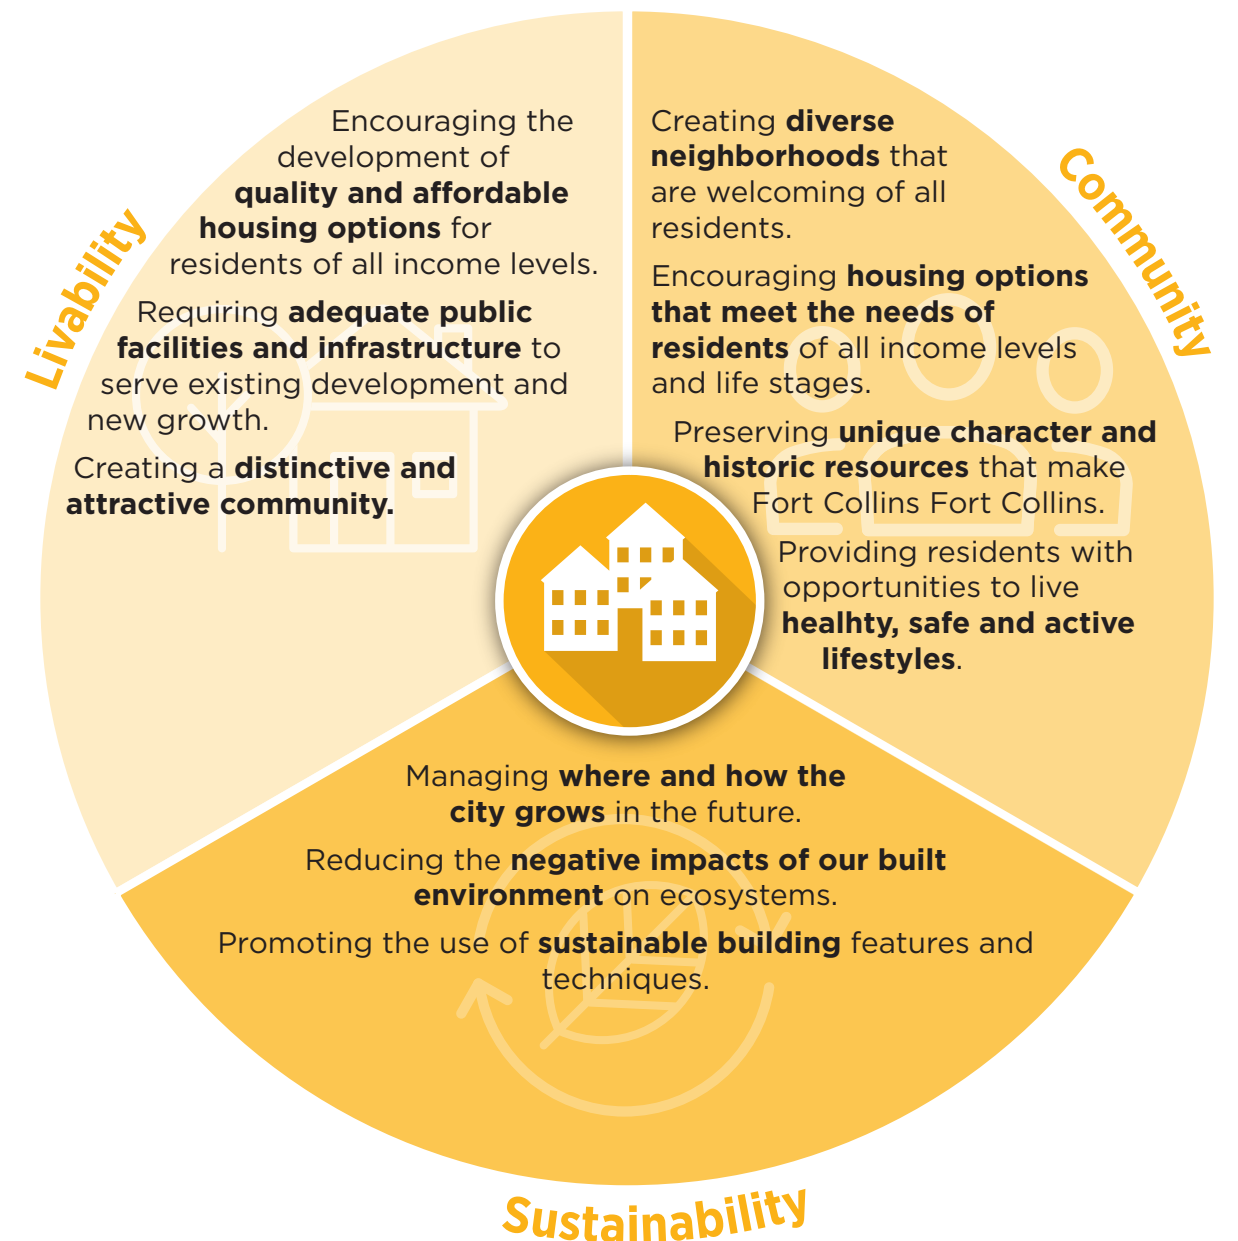 Livability
Encouraging the
development of
quality and affordable
housing options for
residents of all income levels.
Requiring adequate public
facilities and infrastructure to
serve existing development and
new growth.
Creating a distinctive and
attractive community.
Community
Creating diverse
neighborhoods that
are welcoming of all
residents.
Encouraging housing options
that meet the needs of
residents of all income levels
and life stages.
Preserving unique character and
historic resources that make
Fort Collins Fort Collins.
Providing residents with
opportunities to live
healhty, safe and active
lifestyles.
Managing where and how the
city grows in the future.
Reducing the negative impacts of our built
environment on ecosystems.
Promoting the use of sustainable building features and
techniques.
Sustainability